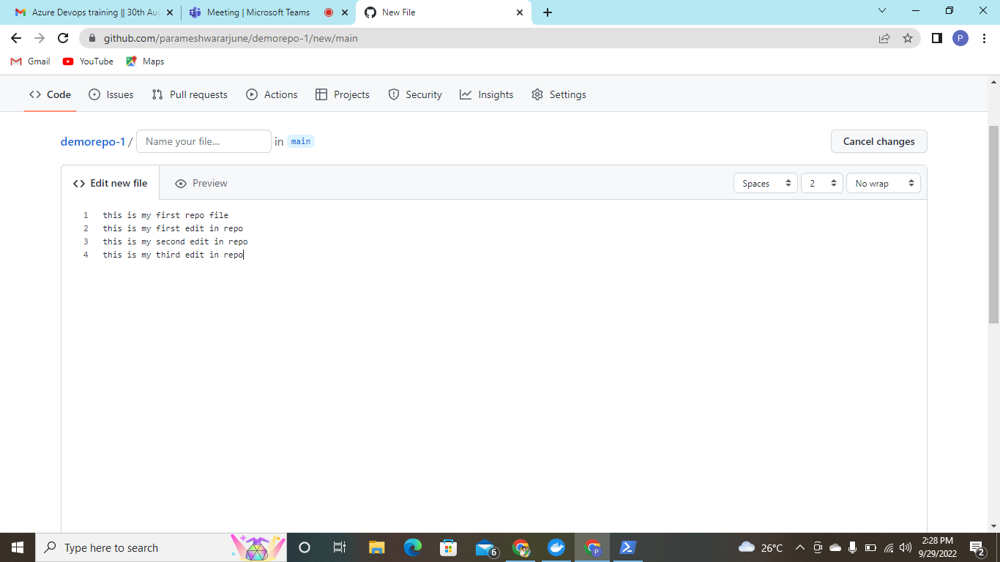 Azure Devops training || 30th Aug
Meeting | Microsoft Teams
New File
github.com/parameshwararjune/demorepo-1/new/main
P
Gmail
YouTube
Maps
Code
Issues
Pull requests
Actions
Projects
Security
Insights
Settings
demorepo-1 /
Name your file...
in
main
Cancel changes
Edit new file
Preview
Spaces
2
No wrap
1 this is my first repo file
2 this is my first edit in repo
3 this is my second edit in repo
4 this is my third edit in repo
Type here to search
6
P
26°C
2:28 PM
9/29/2022
2